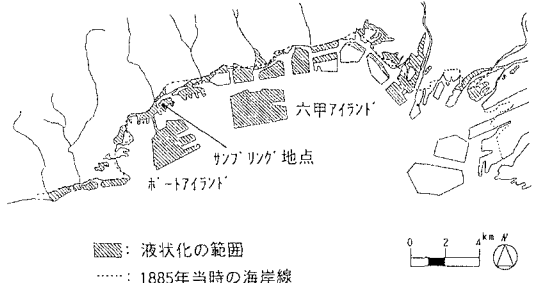 六甲アイランド
サンプリング地点
ポートアイランド
: 液状化の範囲
: 1885年当時の海岸線
0 2 4 km N